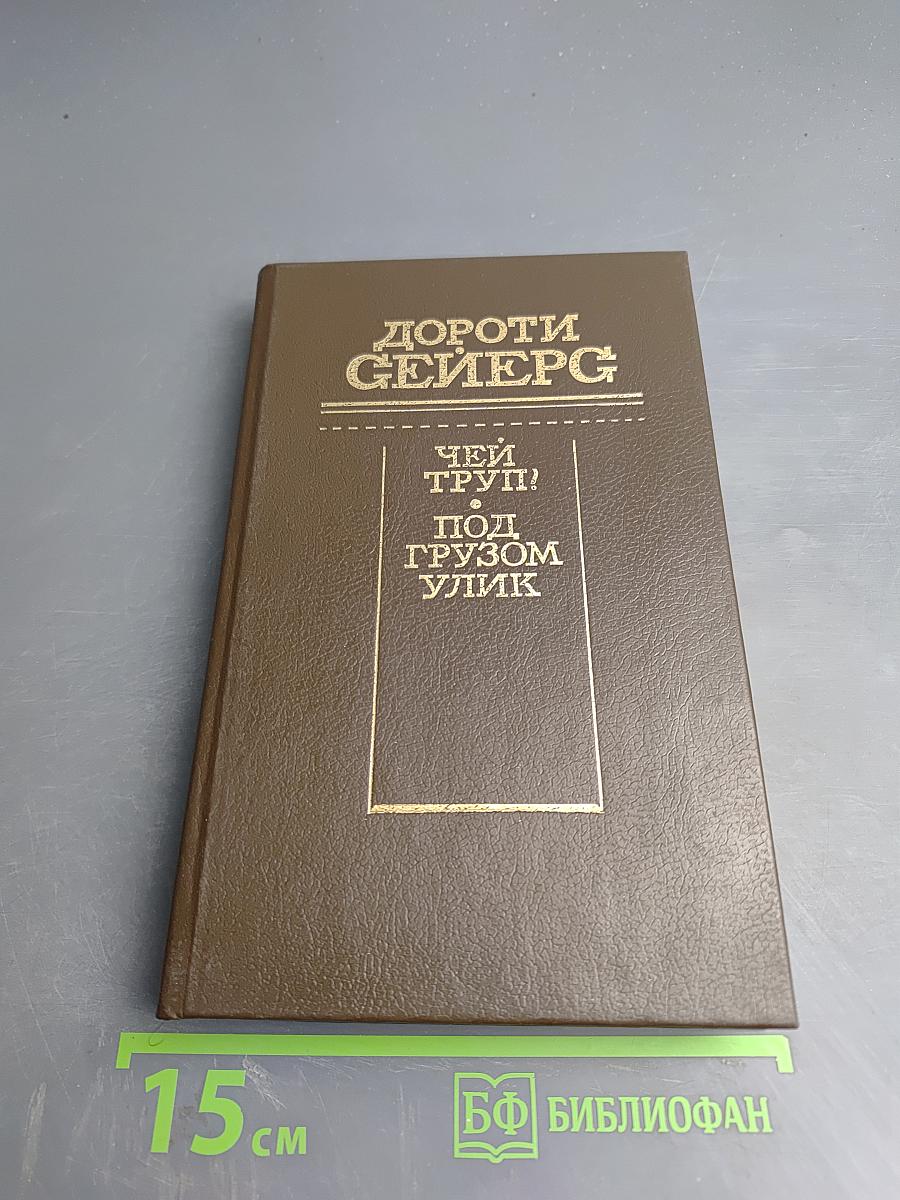 ДОРОТИ
СЕЙЕРС
ЧЕЙ
ТРУП?
ПОД
ГРУЗОМ
УЛИК
15 СМ
БФ БИБЛИОФАН